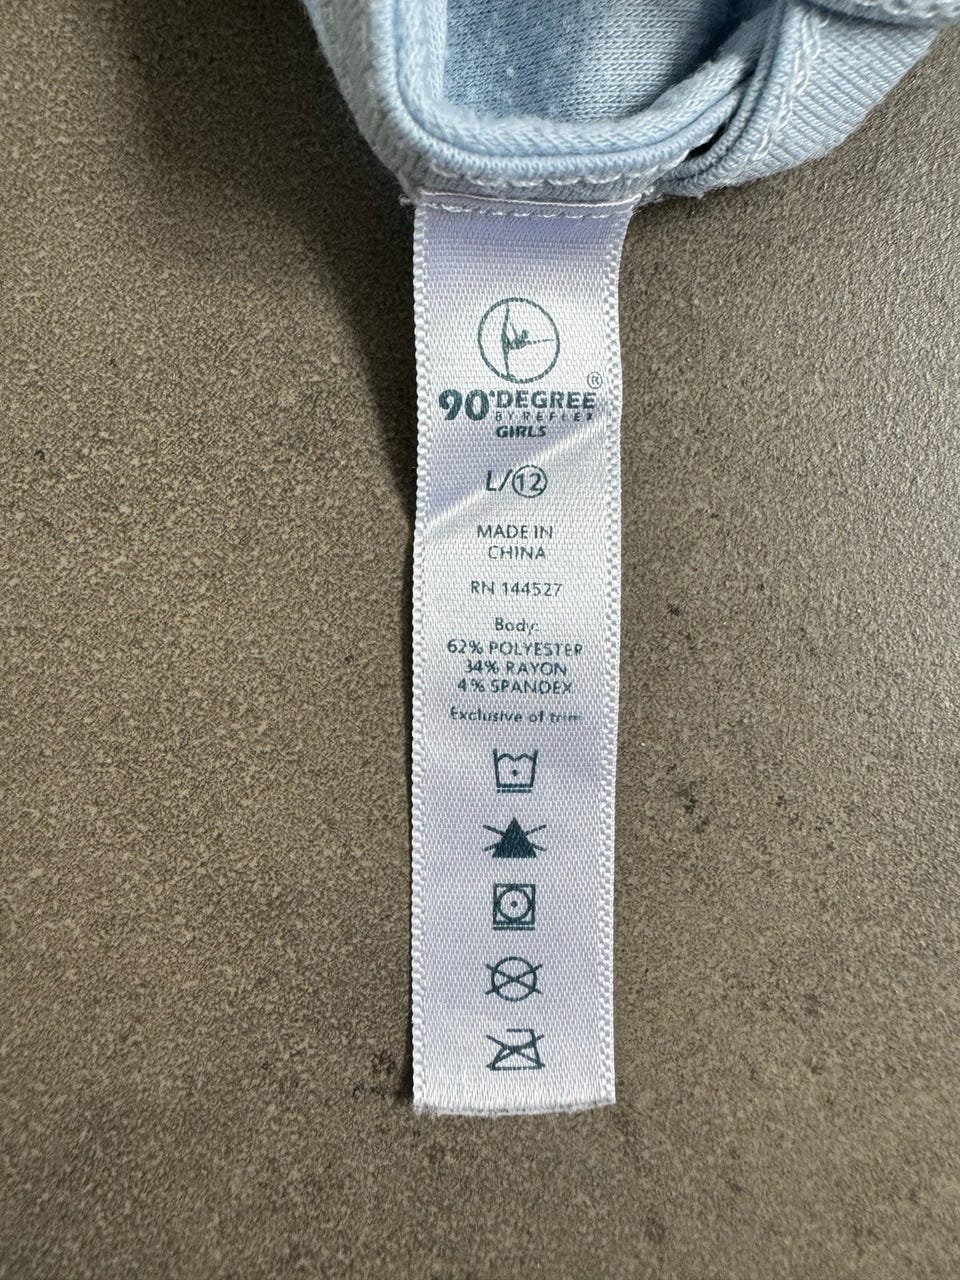 90°DEGREE®
BY REFLEX
GIRLS
L/12
MADE IN
CHINA
RN 144527
Body:
62% POLYESTER
34% RAYON
4% SPANDEX
Exclusive of trim